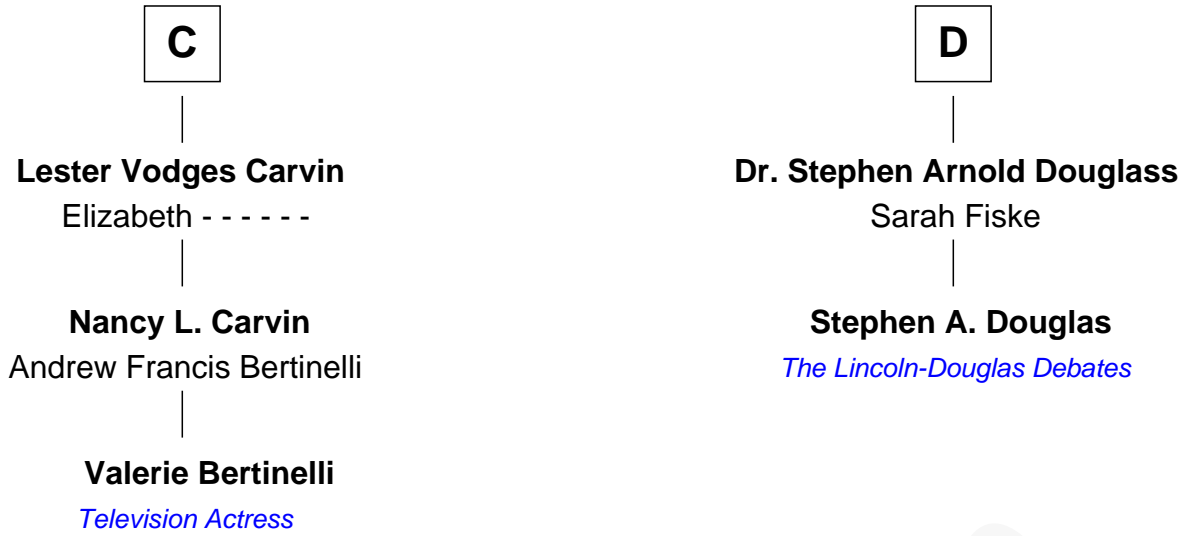 C
Lester Vodges Carvin
Elizabeth - - - - - -
Nancy L. Carvin
Andrew Francis Bertinelli
Valerie Bertinelli
Television Actress
D
Dr. Stephen Arnold Douglass
Sarah Fiske
Stephen A. Douglas
The Lincoln-Douglas Debates